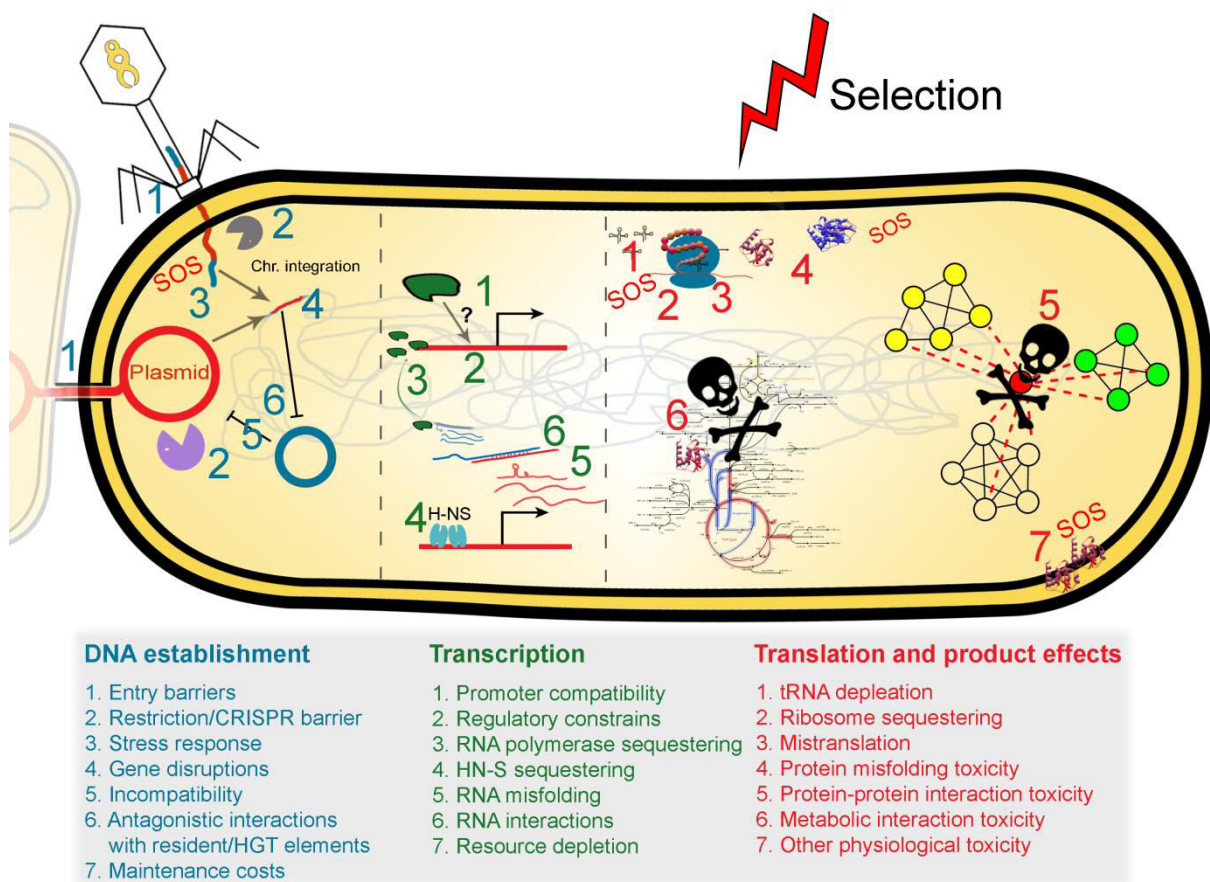 Selection
1
2
SOS
Chr. integration
3
4
1
Plasmid
6
5
2
1
?
2
3
6
5
4
H-NS
1
SOS
2
3
4
SOS
5
6
7
SOS
DNA establishment
1. Entry barriers
2. Restriction/CRISPR barrier
3. Stress response
4. Gene disruptions
5. Incompatibility
6. Antagonistic interactions
with resident/HGT elements
7. Maintenance costs
Transcription
1. Promoter compatibility
2. Regulatory constrains
3. RNA polymerase sequestering
4. HN-S sequestering
5. RNA misfolding
6. RNA interactions
7. Resource depletion
Translation and product effects
1. tRNA depleation
2. Ribosome sequestering
3. Mistranslation
4. Protein misfolding toxicity
5. Protein-protein interaction toxicity
6. Metabolic interaction toxicity
7. Other physiological toxicity